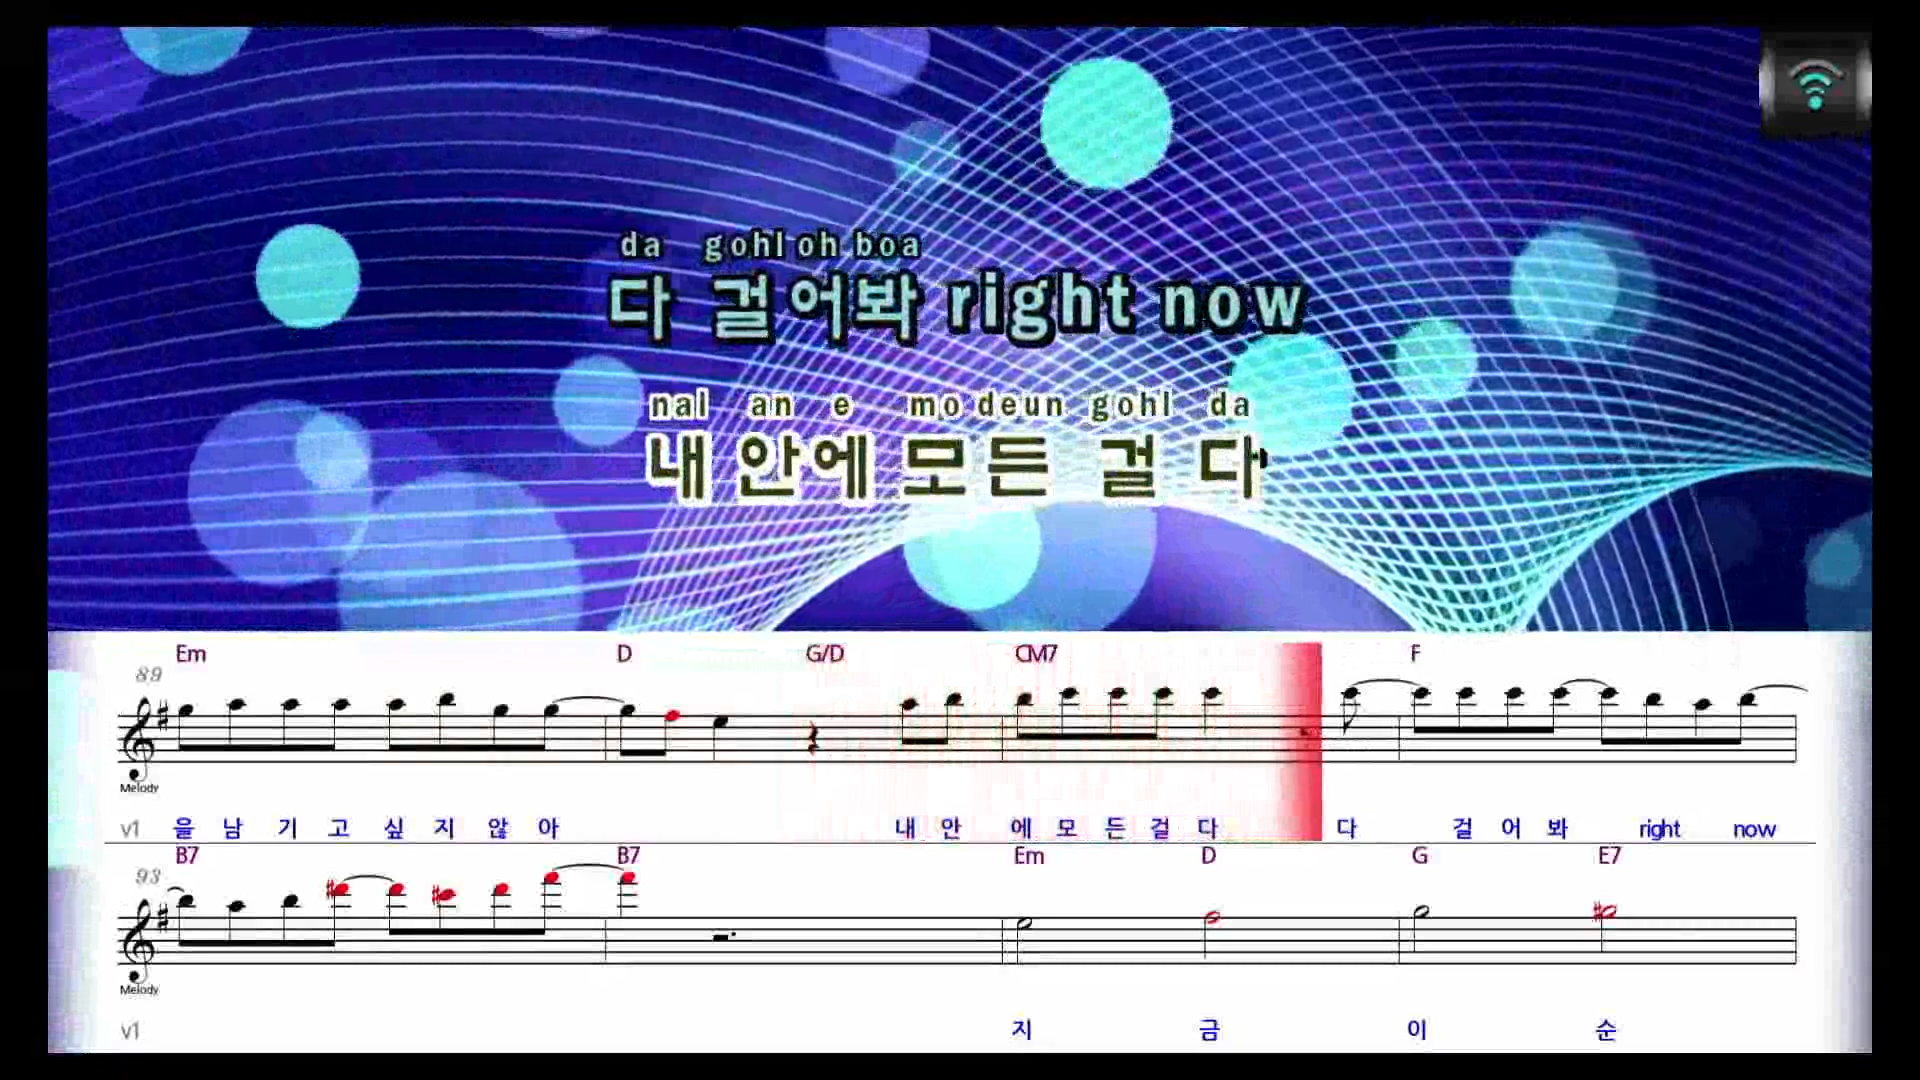 da gohl oh boa
다 걸어봐 right now
nal an e mo deun gohl da
내 안에 모든 걸 다
Em D G/D CM7 F
89
Melody
v1 을 남 기 고 싶 지 않 아 내 안 에 모 든 걸 다 다 걸 어 봐 right now
B7 B7 Em D G E7
93
Melody
v1 지 금 이 순